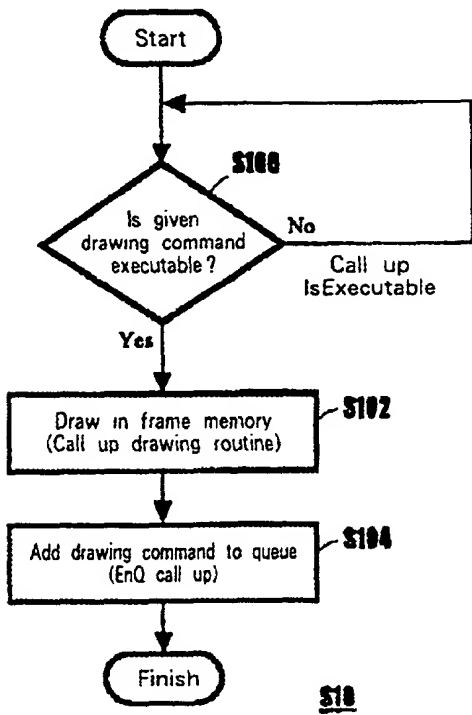 Start
S100
Is given
drawing command
executable?
No
Call up
IsExecutable
Yes
Draw in frame memory
(Call up drawing routine)
S102
Add drawing command to queue
(EnQ call up)
S104
Finish
S10